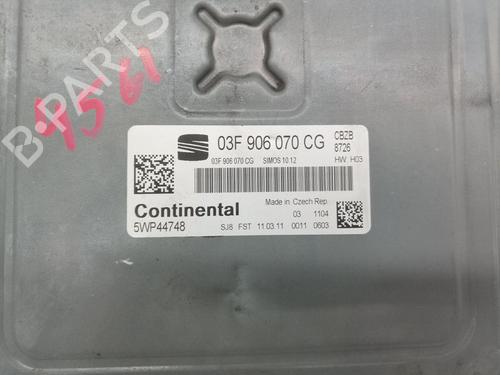 B-PARTS
4561
03F 906 070 CG CBZB
8726
03F 906 070 CG SIMOS 10.12 HW H03
Continental Made in Czech Rep.
03 1104
5WP44748 SJ8 FST 11.03.11 0011 0603